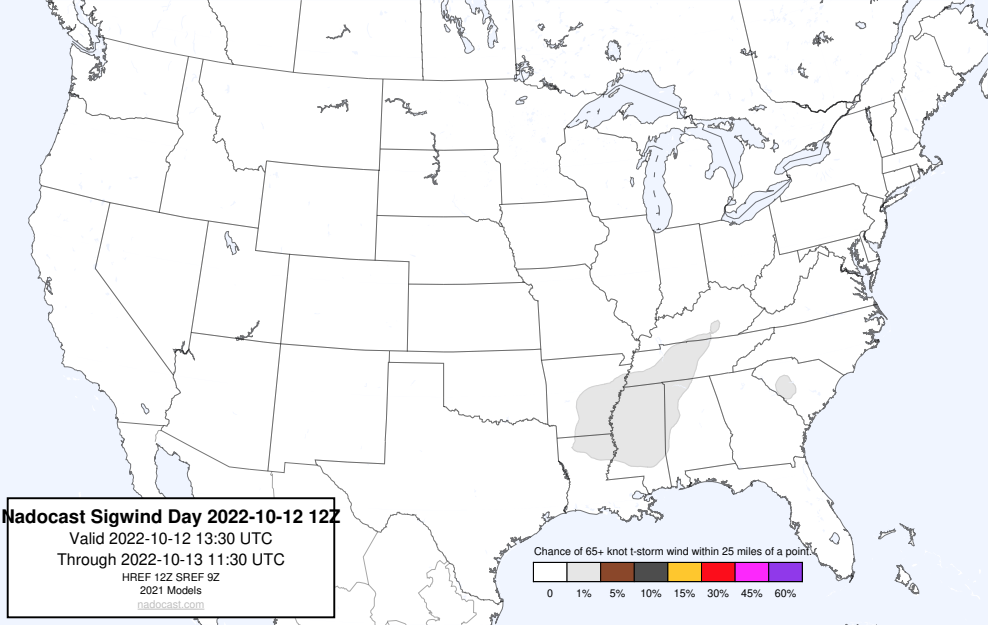 Nadocast Sigwind Day 2022-10-12 12Z
Valid 2022-10-12 13:30 UTC
Through 2022-10-13 11:30 UTC
HREF 12Z SREF 9Z
2021 Models
nadocast.com
Chance of 65+ knot t-storm wind within 25 miles of a point.
0 1% 5% 10% 15% 30% 45% 60%